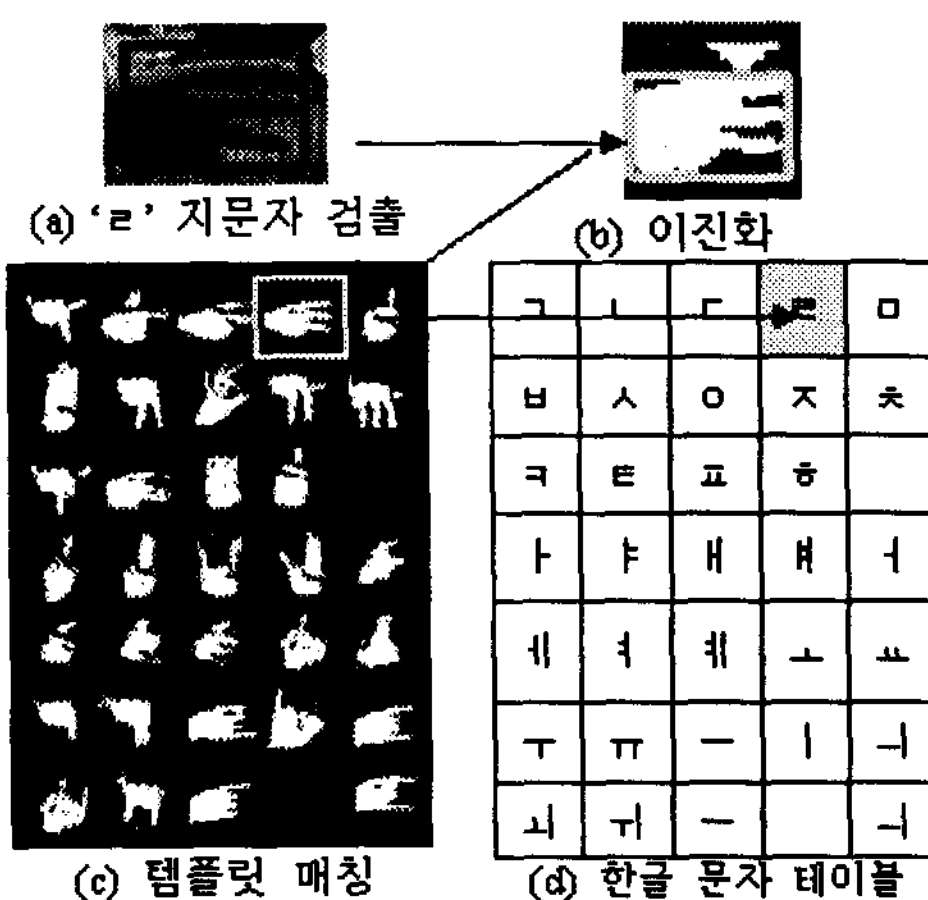 (a) ‘ㄹ’ 지문자 검출
(b) 이진화
ㄱ ㄴ ㄷ ㄹ ㅁ
ㅂ ㅅ ㅇ ㅈ ㅊ
ㅋ ㅌ ㅍ ㅎ
ㅏ ㅑ ㅐ ㅒ ㅓ
ㅔ ㅕ ㅖ ㅗ ㅛ
ㅜ ㅠ ㅡ ㅣ ㅢ
ㅚ ㅟ ㅡ ㅢ
(c) 템플릿 매칭
(d) 한글 문자 테이블